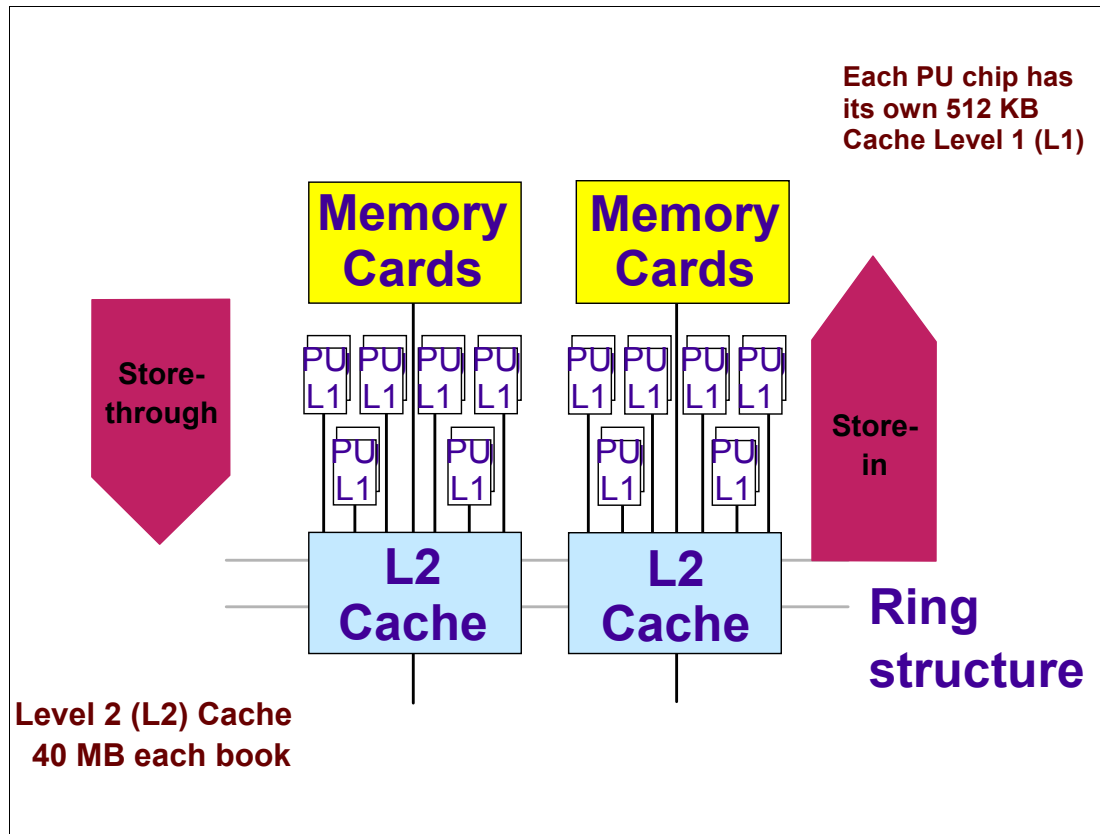 Each PU chip has
its own 512 KB
Cache Level 1 (L1)
Memory
Cards
Memory
Cards
Store-
through
PU
L1
PU
L1
PU
L1
PU
L1
PU
L1
PU
L1
PU
L1
PU
L1
PU
L1
PU
L1
PU
L1
PU
L1
Store-
in
L2
Cache
L2
Cache
Ring
structure
Level 2 (L2) Cache
40 MB each book